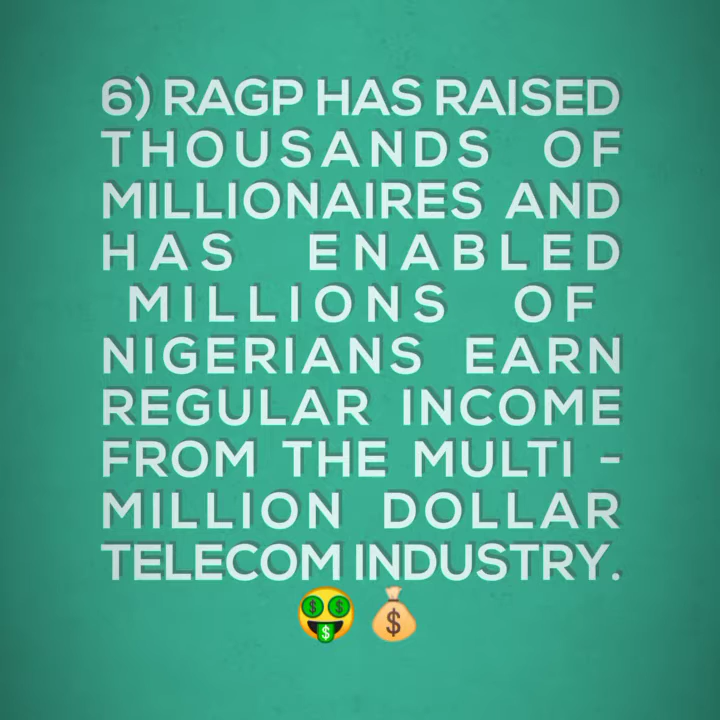 6) RAGP HAS RAISED
THOUSANDS OF
MILLIONAIRES AND
HAS ENABLED
MILLIONS OF
NIGERIANS EARN
REGULAR INCOME
FROM THE MULTI -
MILLION DOLLAR
TELECOM INDUSTRY.